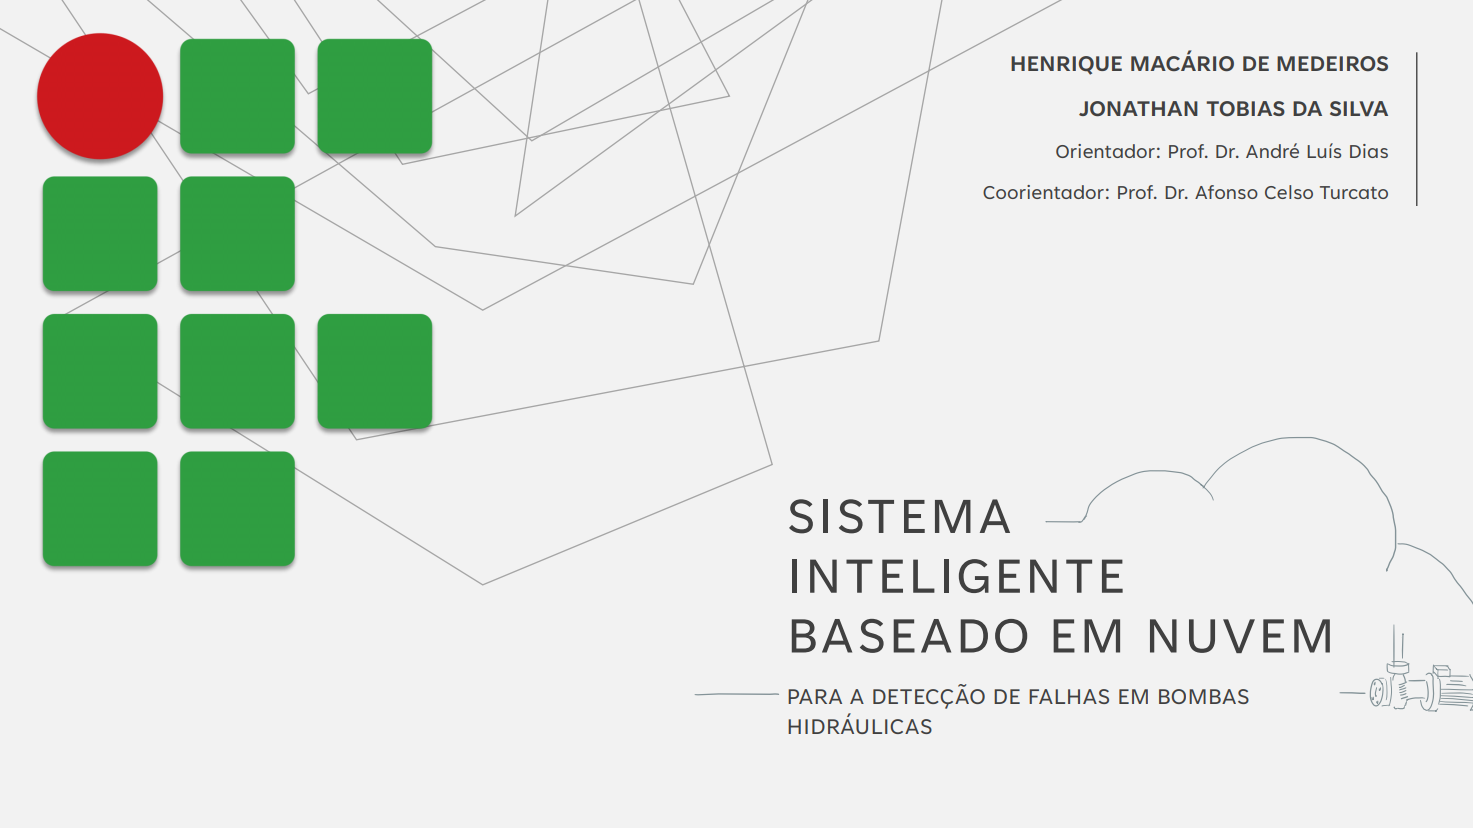 HENRIQUE MACÁRIO DE MEDEIROS
JONATHAN TOBIAS DA SILVA
Orientador: Prof. Dr. André Luís Dias
Coorientador: Prof. Dr. Afonso Celso Turcato
SISTEMA
INTELIGENTE
BASEADO EM NUVEM
PARA A DETECÇÃO DE FALHAS EM BOMBAS
HIDRÁULICAS